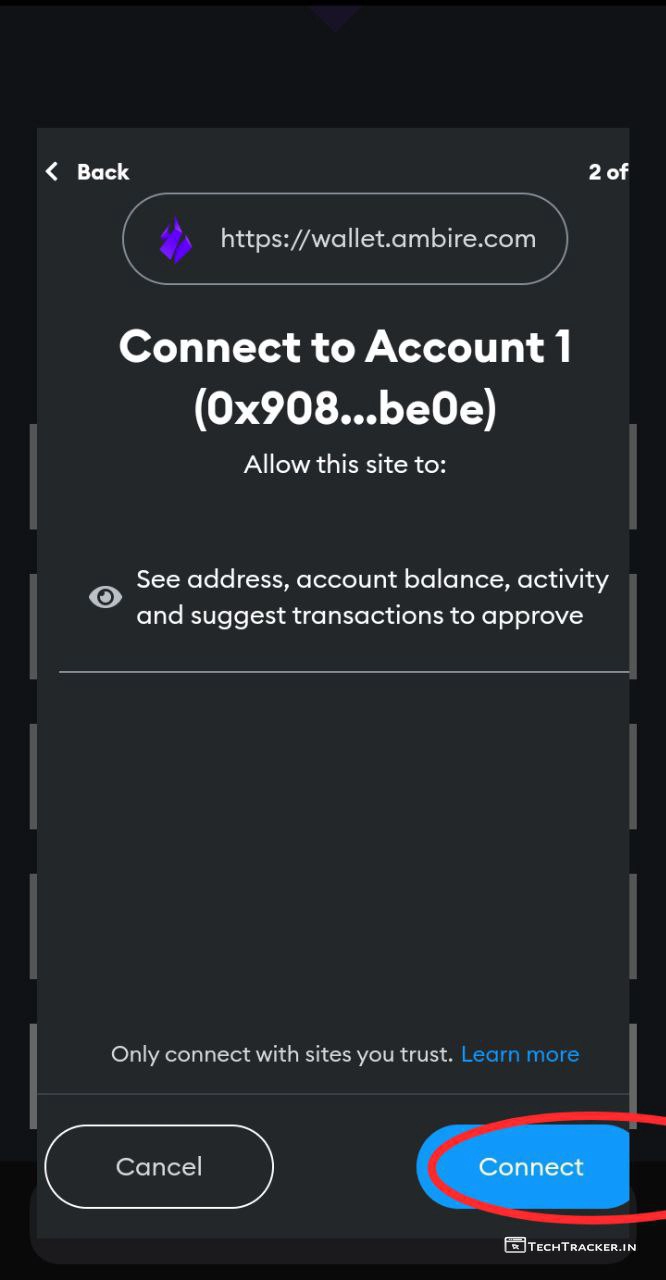 Back
2 of
https://wallet.ambire.com
Connect to Account 1
(0x908...be0e)
Allow this site to:
See address, account balance, activity
and suggest transactions to approve
Only connect with sites you trust. Learn more
Cancel
Connect
TECHTRACKER.IN